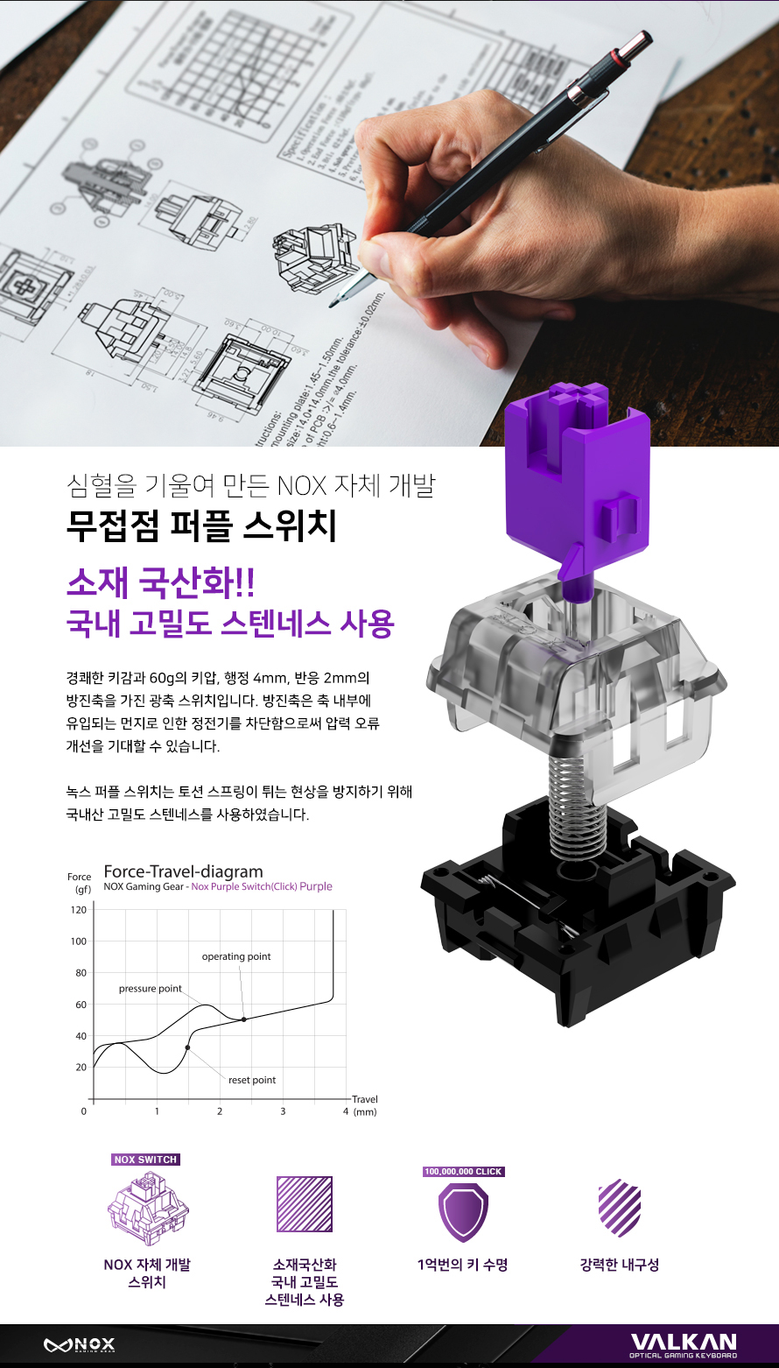 Specification:
1. Operation Force
2. End Force
심혈을 기울여 만든 NOX 자체 개발
무접점 퍼플 스위치
소재 국산화!!
국내 고밀도 스텐네스 사용
경쾌한 키감과 60g의 키압, 행정 4mm, 반응 2mm의
방진축을 가진 광축 스위치입니다. 방진축은 축 내부에
유입되는 먼지로 인한 정전기를 차단함으로써 압력 오류
개선을 기대할 수 있습니다.
녹스 퍼플 스위치는 토션 스프링이 튀는 현상을 방지하기 위해
국내산 고밀도 스텐네스를 사용하였습니다.
Force-Travel-diagram
NOX Gaming Gear - Nox Purple Switch(Click) Purple
Force
(gf)
120
100
80
60
40
20
operating point
pressure point
reset point
0 1 2 3 4
Travel
(mm)
NOX SWITCH
NOX 자체 개발
스위치
소재국산화
국내 고밀도
스텐네스 사용
100,000,000 CLICK
1억번의 키 수명
강력한 내구성
NOX
GAMING GEAR
VALKAN
OPTICAL GAMING KEYBOARD